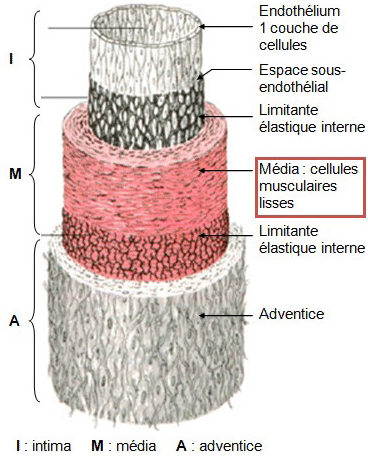 Endothélium
1 couche de
cellules
I
Espace sous-
endothélial
Limitante
élastique interne
M
Média : cellules
musculaires
lisses
Limitante
élastique interne
A
Adventice
I : intima M : média A : adventice